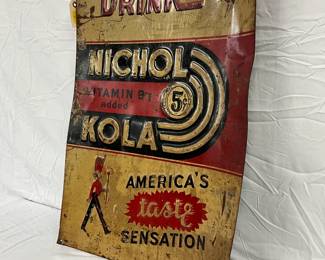 DRINK
NICHOL
VITAMIN B1
added
5¢
KOLA
AMERICA'S
taste
SENSATION